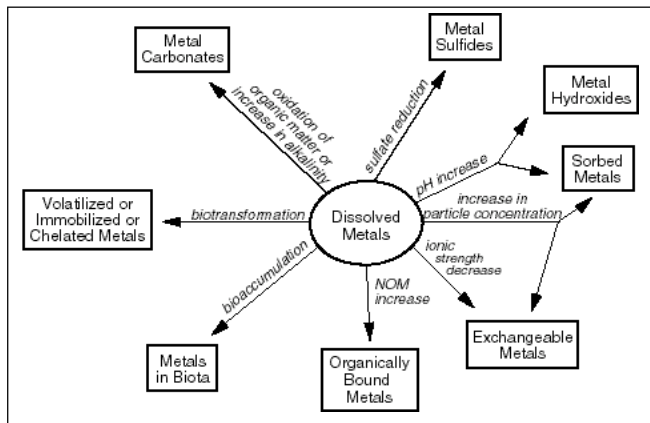 Metal
Carbonates
Metal
Sulfides
Metal
Hydroxides
oxidation of
organic matter or
increase in alkalinity
sulfate reduction
pH increase
Sorbed
Metals
increase in
particle concentration
Volatilized or
Immobilized or
Chelated Metals
biotransformation
Dissolved
Metals
ionic
strength
decrease
bioaccumulation
NOM
increase
Metals
in Biota
Organically
Bound
Metals
Exchangeable
Metals